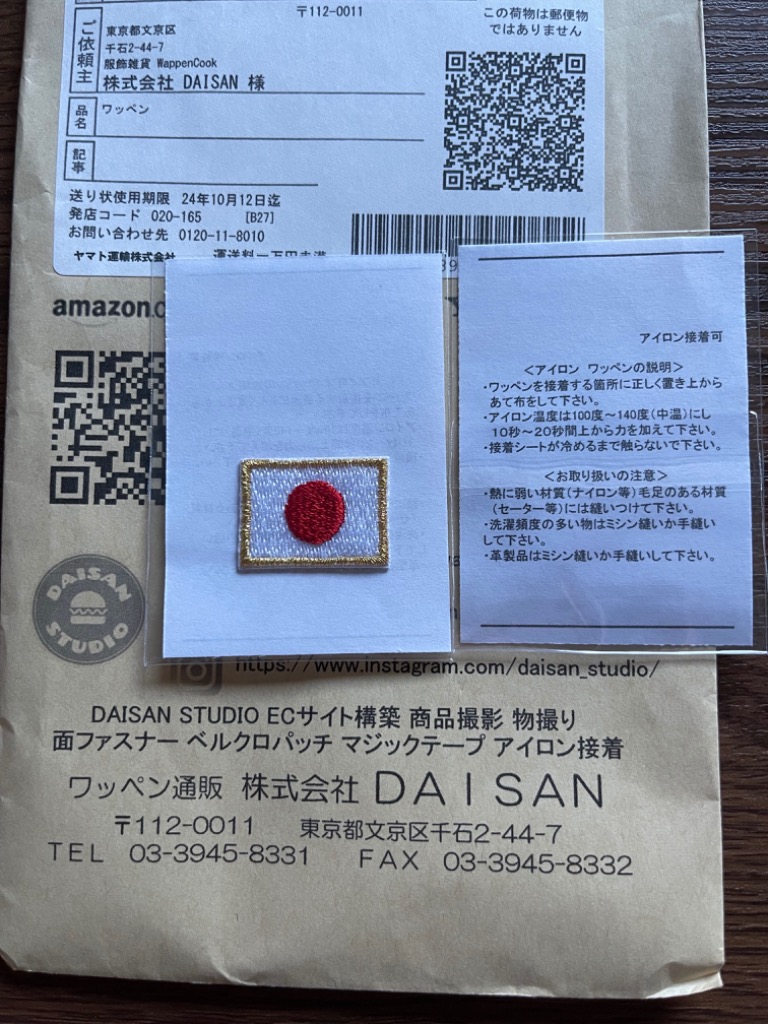 〒112-0011
この荷物は郵便物
ではありません
ご依頼主
東京都文京区
千石2-44-7
服飾雑貨 WappenCook
株式会社 DAISAN 様
品名
ワッペン
記事
送り状使用期限 24年10月12日迄
発店コード 020-165 [B27]
お問い合わせ先 0120-11-8010
ヤマト運輸株式会社
amazon.c
アイロン接着可
<アイロン ワッペンの説明>
・ワッペンを接着する箇所に正しく置き上から
あて布をして下さい。
・アイロン温度は100度~140度(中温)にし
10秒~20秒間上から力を加えて下さい。
・接着シートが冷めるまで触らないで下さい。
<お取り扱いの注意>
・熱に弱い材質(ナイロン等)毛足のある材質
(セーター等)には縫いつけて下さい。
・洗濯頻度の多い物はミシン縫いか手縫い
して下さい。
・革製品はミシン縫いか手縫いして下さい。
DAISAN
STUDIO
https://www.instagram.com/daisan_studio/
DAISAN STUDIO ECサイト構築 商品撮影 物撮り
面ファスナー ベルクロパッチ マジックテープ アイロン接着
ワッペン通販 株式会社 DAISAN
〒112-0011 東京都文京区千石2-44-7
TEL 03-3945-8331 FAX 03-3945-8332